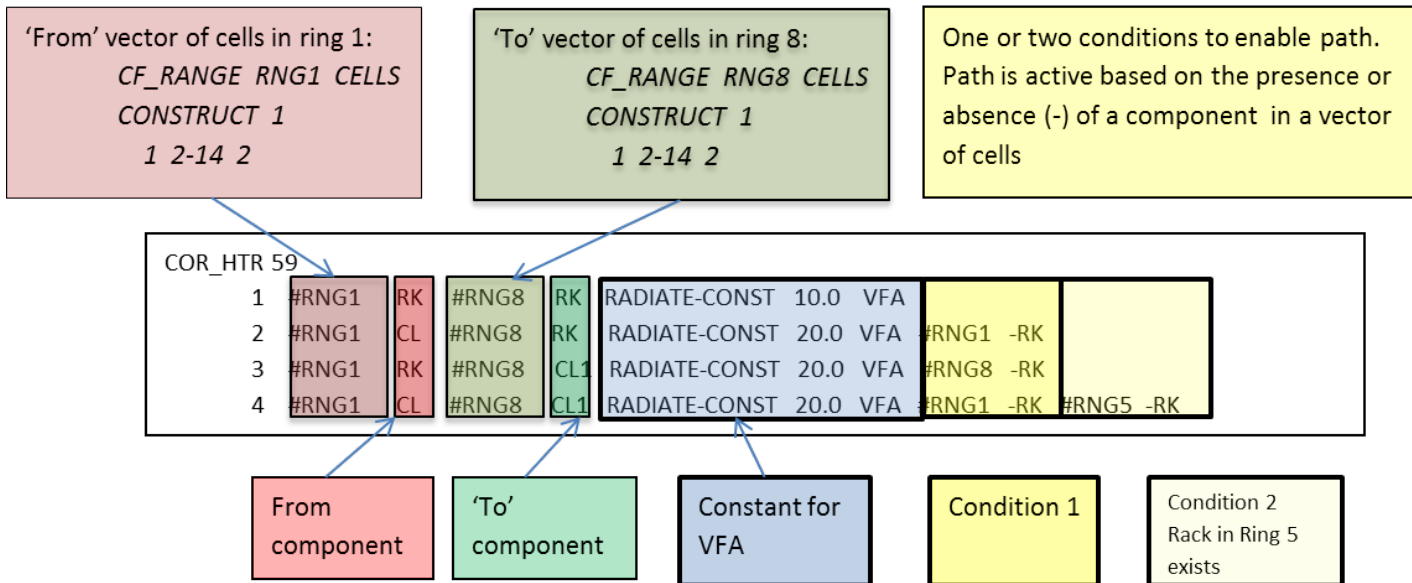 ‘From’ vector of cells in ring 1:
CF_RANGE RNG1 CELLS
CONSTRUCT 1
1 2-14 2
‘To’ vector of cells in ring 8:
CF_RANGE RNG8 CELLS
CONSTRUCT 1
1 2-14 2
One or two conditions to enable path.
Path is active based on the presence or
absence (-) of a component in a vector
of cells
COR_HTR 59
1 #RNG1 RK #RNG8 RK RADIATE-CONST 10.0 VFA
2 #RNG1 CL #RNG8 RK RADIATE-CONST 20.0 VFA #RNG1 -RK
3 #RNG1 RK #RNG8 CL1 RADIATE-CONST 20.0 VFA #RNG8 -RK
4 #RNG1 CL #RNG8 CL1 RADIATE-CONST 20.0 VFA #RNG1 -RK #RNG5 -RK
From
component
‘To’
component
Constant for
VFA
Condition 1
Condition 2
Rack in Ring 5
exists